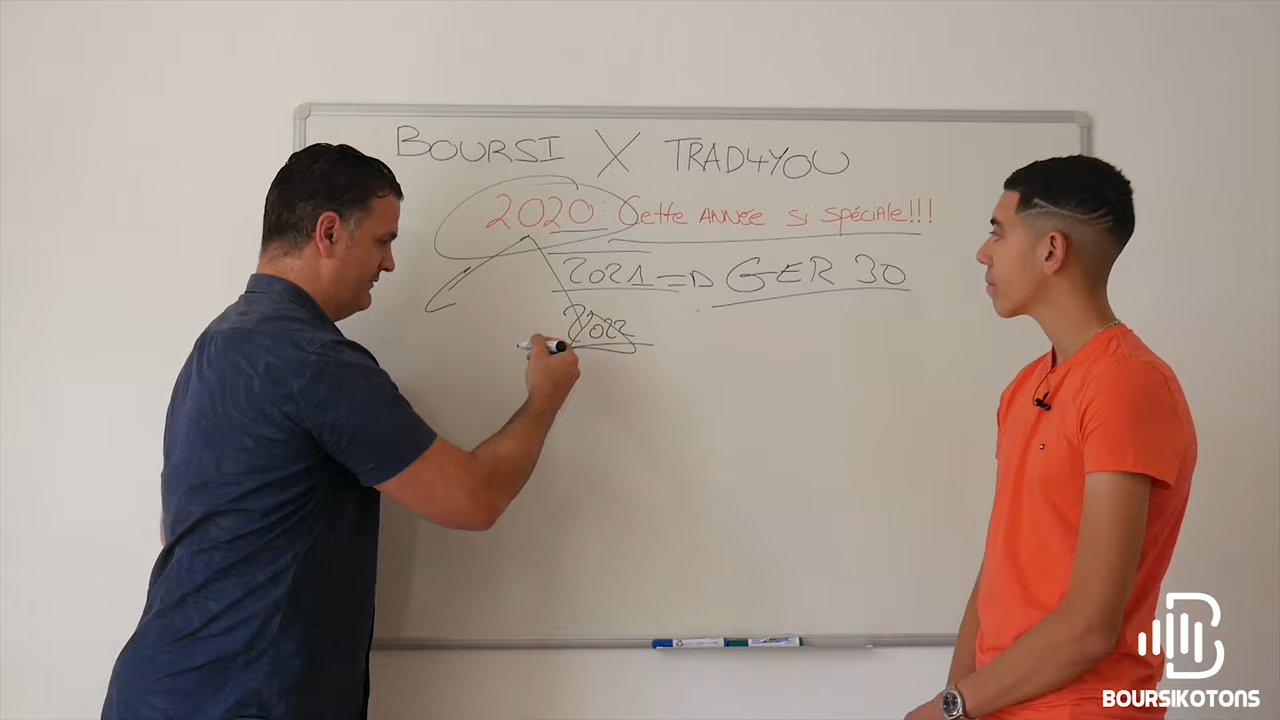 BOURSI X TRAD4YOU
2020 : Cette ANNÉE si spéciale!!!
2021 => GER 30
2022
BOURSIKOTONS